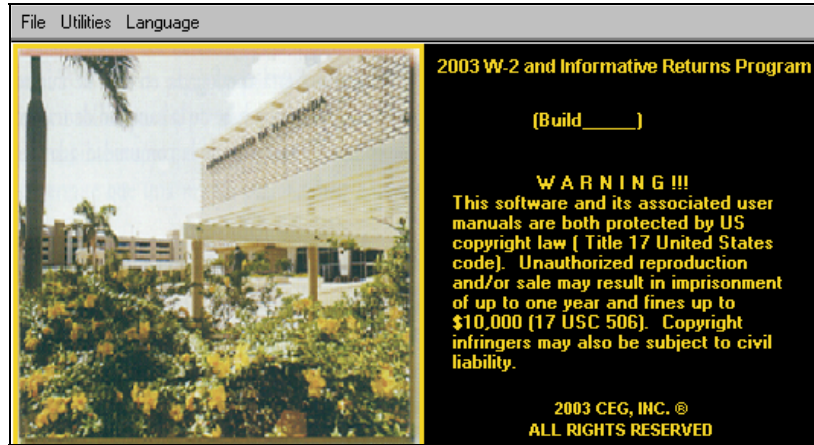 File Utilities Language
2003 W-2 and Informative Returns Program
(Build_____)
W A R N I N G !!!
This software and its associated user
manuals are both protected by US
copyright law ( Title 17 United States
code). Unauthorized reproduction
and/or sale may result in imprisonment
of up to one year and fines up to
$10,000 (17 USC 506). Copyright
infringers may also be subject to civil
liability.
2003 CEG, INC. ®
ALL RIGHTS RESERVED